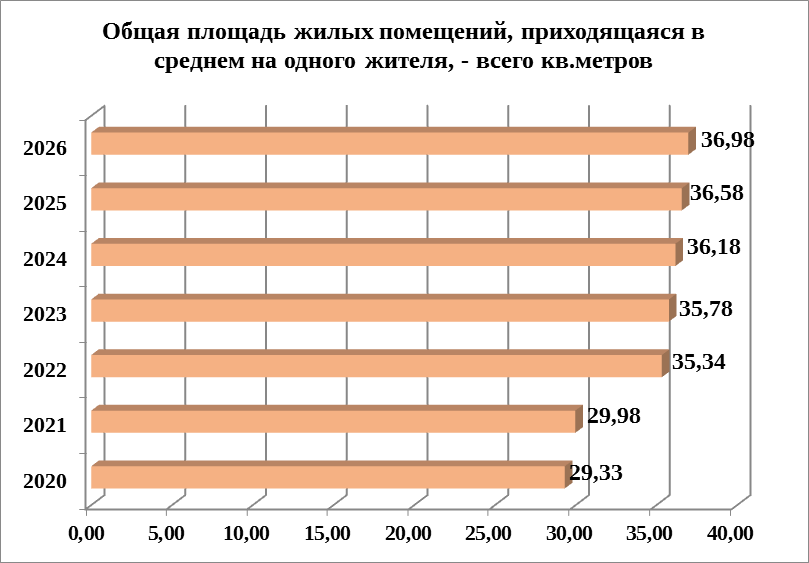 Общая площадь жилых помещений, приходящаяся в
среднем на одного жителя, - всего кв.метров
2026 36,98
2025 36,58
2024 36,18
2023 35,78
2022 35,34
2021 29,98
2020 29,33
0,00 5,00 10,00 15,00 20,00 25,00 30,00 35,00 40,00